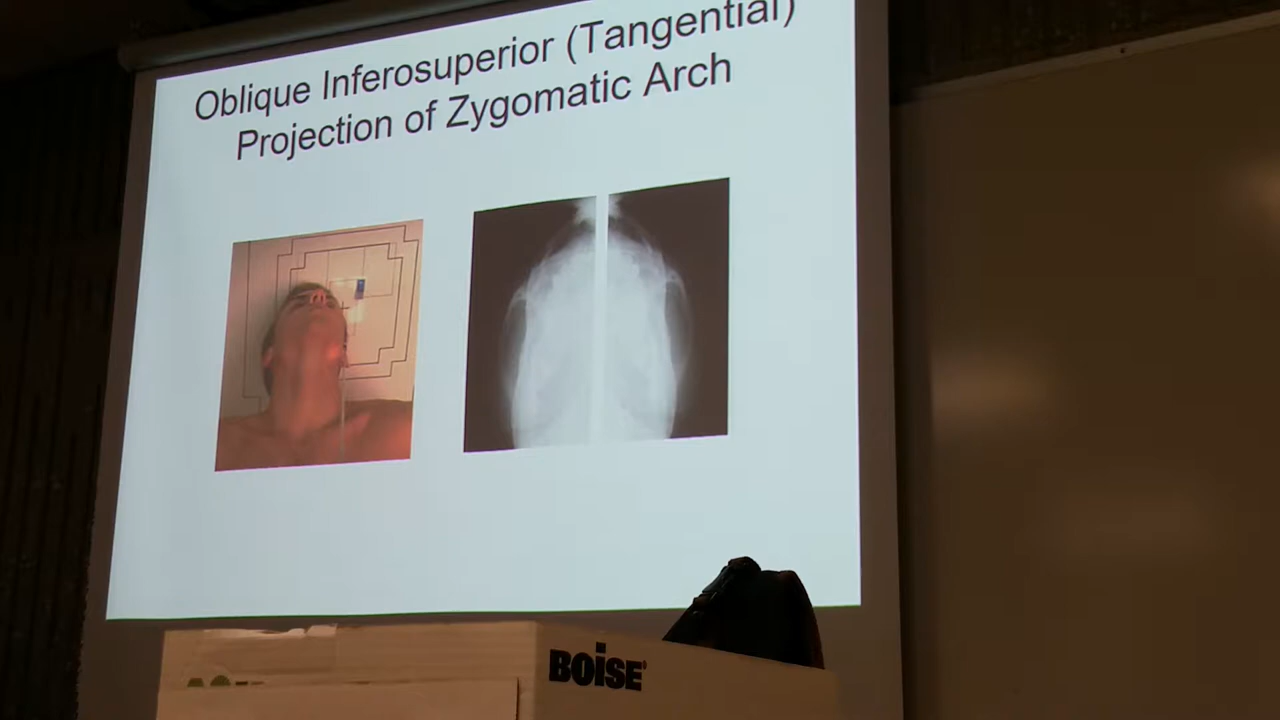 Oblique Inferosuperior (Tangential)
Projection of Zygomatic Arch
BOiSE